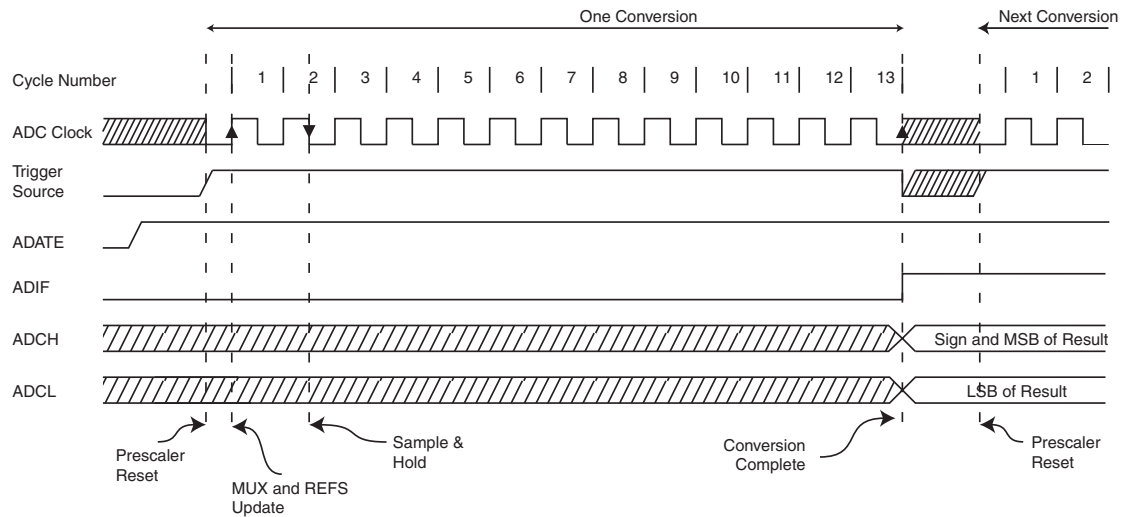 One Conversion
Next Conversion
Cycle Number
1 2 3 4 5 6 7 8 9 10 11 12 13 1 2
ADC Clock
Trigger
Source
ADATE
ADIF
ADCH
Sign and MSB of Result
ADCL
LSB of Result
Prescaler
Reset
MUX and REFS
Update
Sample &
Hold
Conversion
Complete
Prescaler
Reset